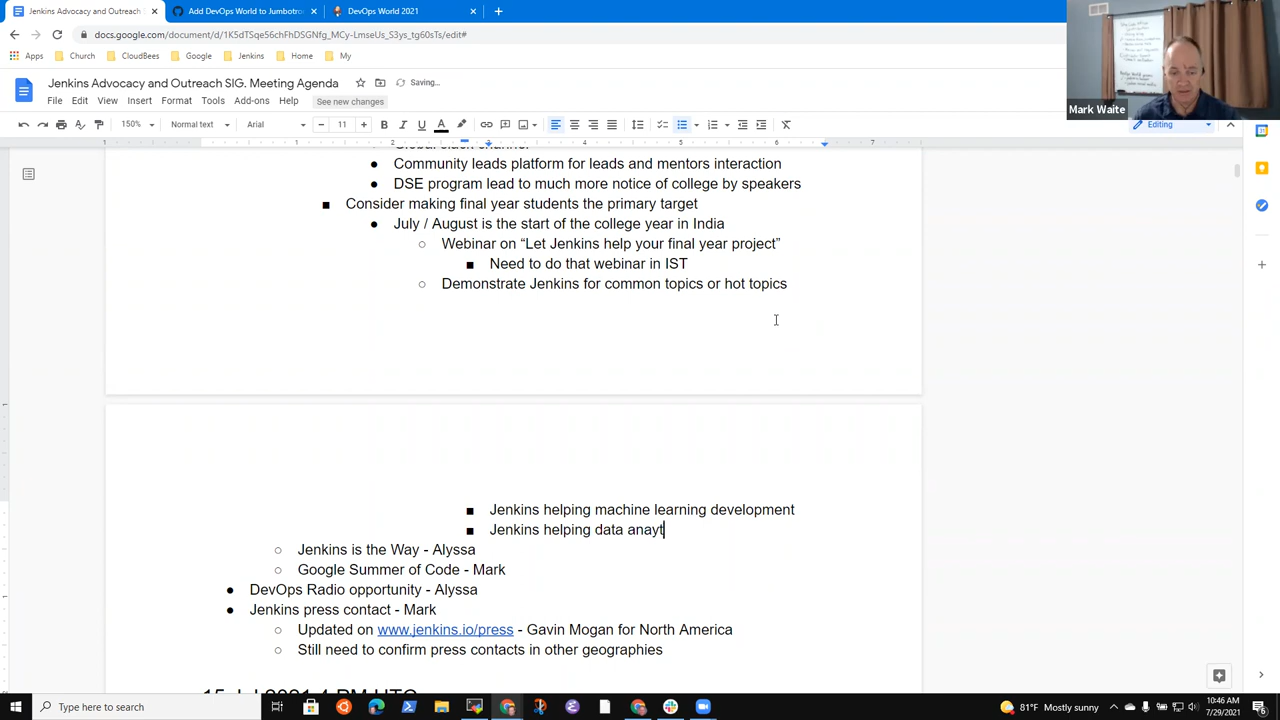 Jenkins Advocacy and Outreach S
Add DevOps World to Jumbotro
DevOps World 2021
docs.google.com/document/d/
Apps Church CloudBees Google Jenkins Home My
Jenkins Advocacy and Outreach SIG. Meeting Agenda
Saving…
File Edit View Insert Format Tools Add-ons Help See new changes
150% Normal text Arial 11
Editing
Mark Waite
1 1 2 3 4 5 6 7
Community leads platform for leads and mentors interaction
DSE program lead to much more notice of college by speakers
Consider making final year students the primary target
July / August is the start of the college year in India
Webinar on “Let Jenkins help your final year project”
Need to do that webinar in IST
Demonstrate Jenkins for common topics or hot topics
Jenkins helping machine learning development
Jenkins helping data anayt
Jenkins is the Way - Alyssa
Google Summer of Code - Mark
DevOps Radio opportunity - Alyssa
Jenkins press contact - Mark
Updated on www.jenkins.io/press - Gavin Mogan for North America
Still need to confirm press contacts in other geographies
Type here to search
81°F Mostly sunny
10:46 AM
7/29/2021